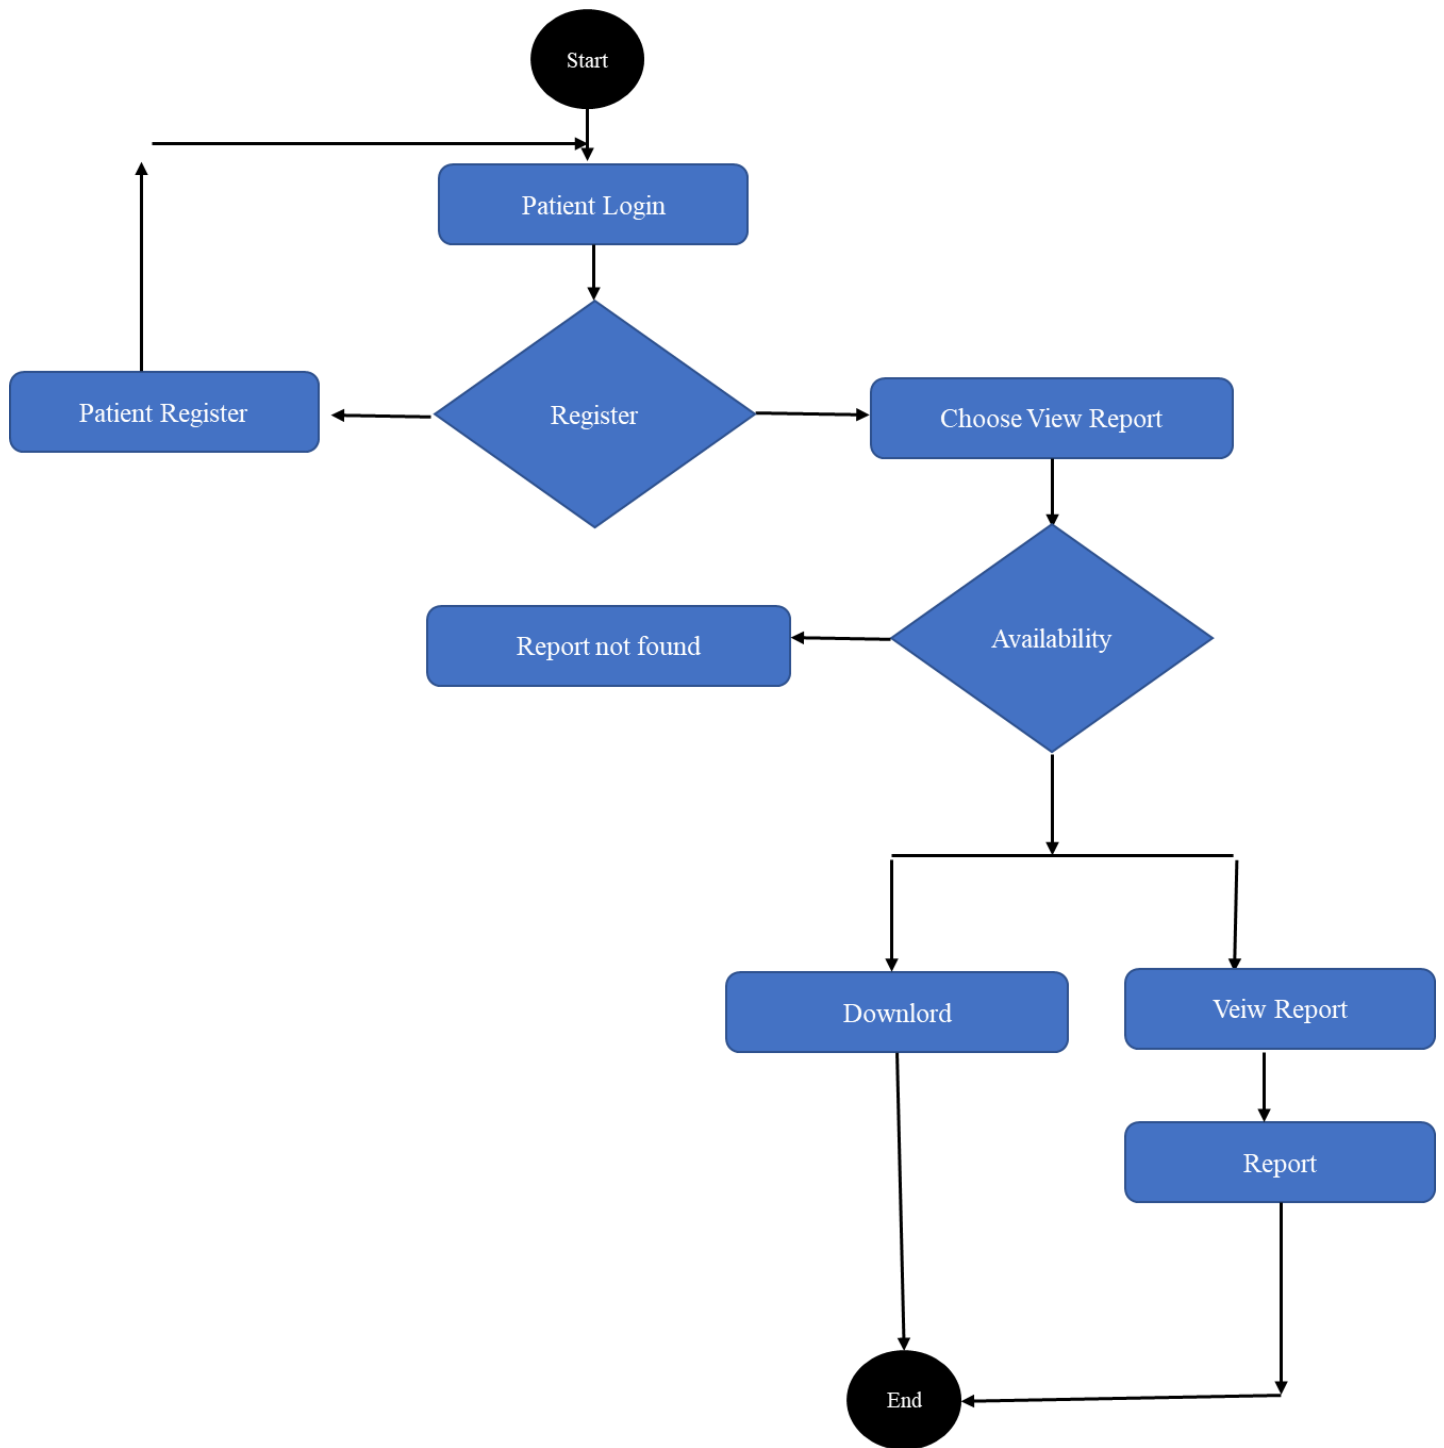 Start
Patient Login
Patient Register
Register
Choose View Report
Report not found
Availability
Downlord
Veiw Report
Report
End